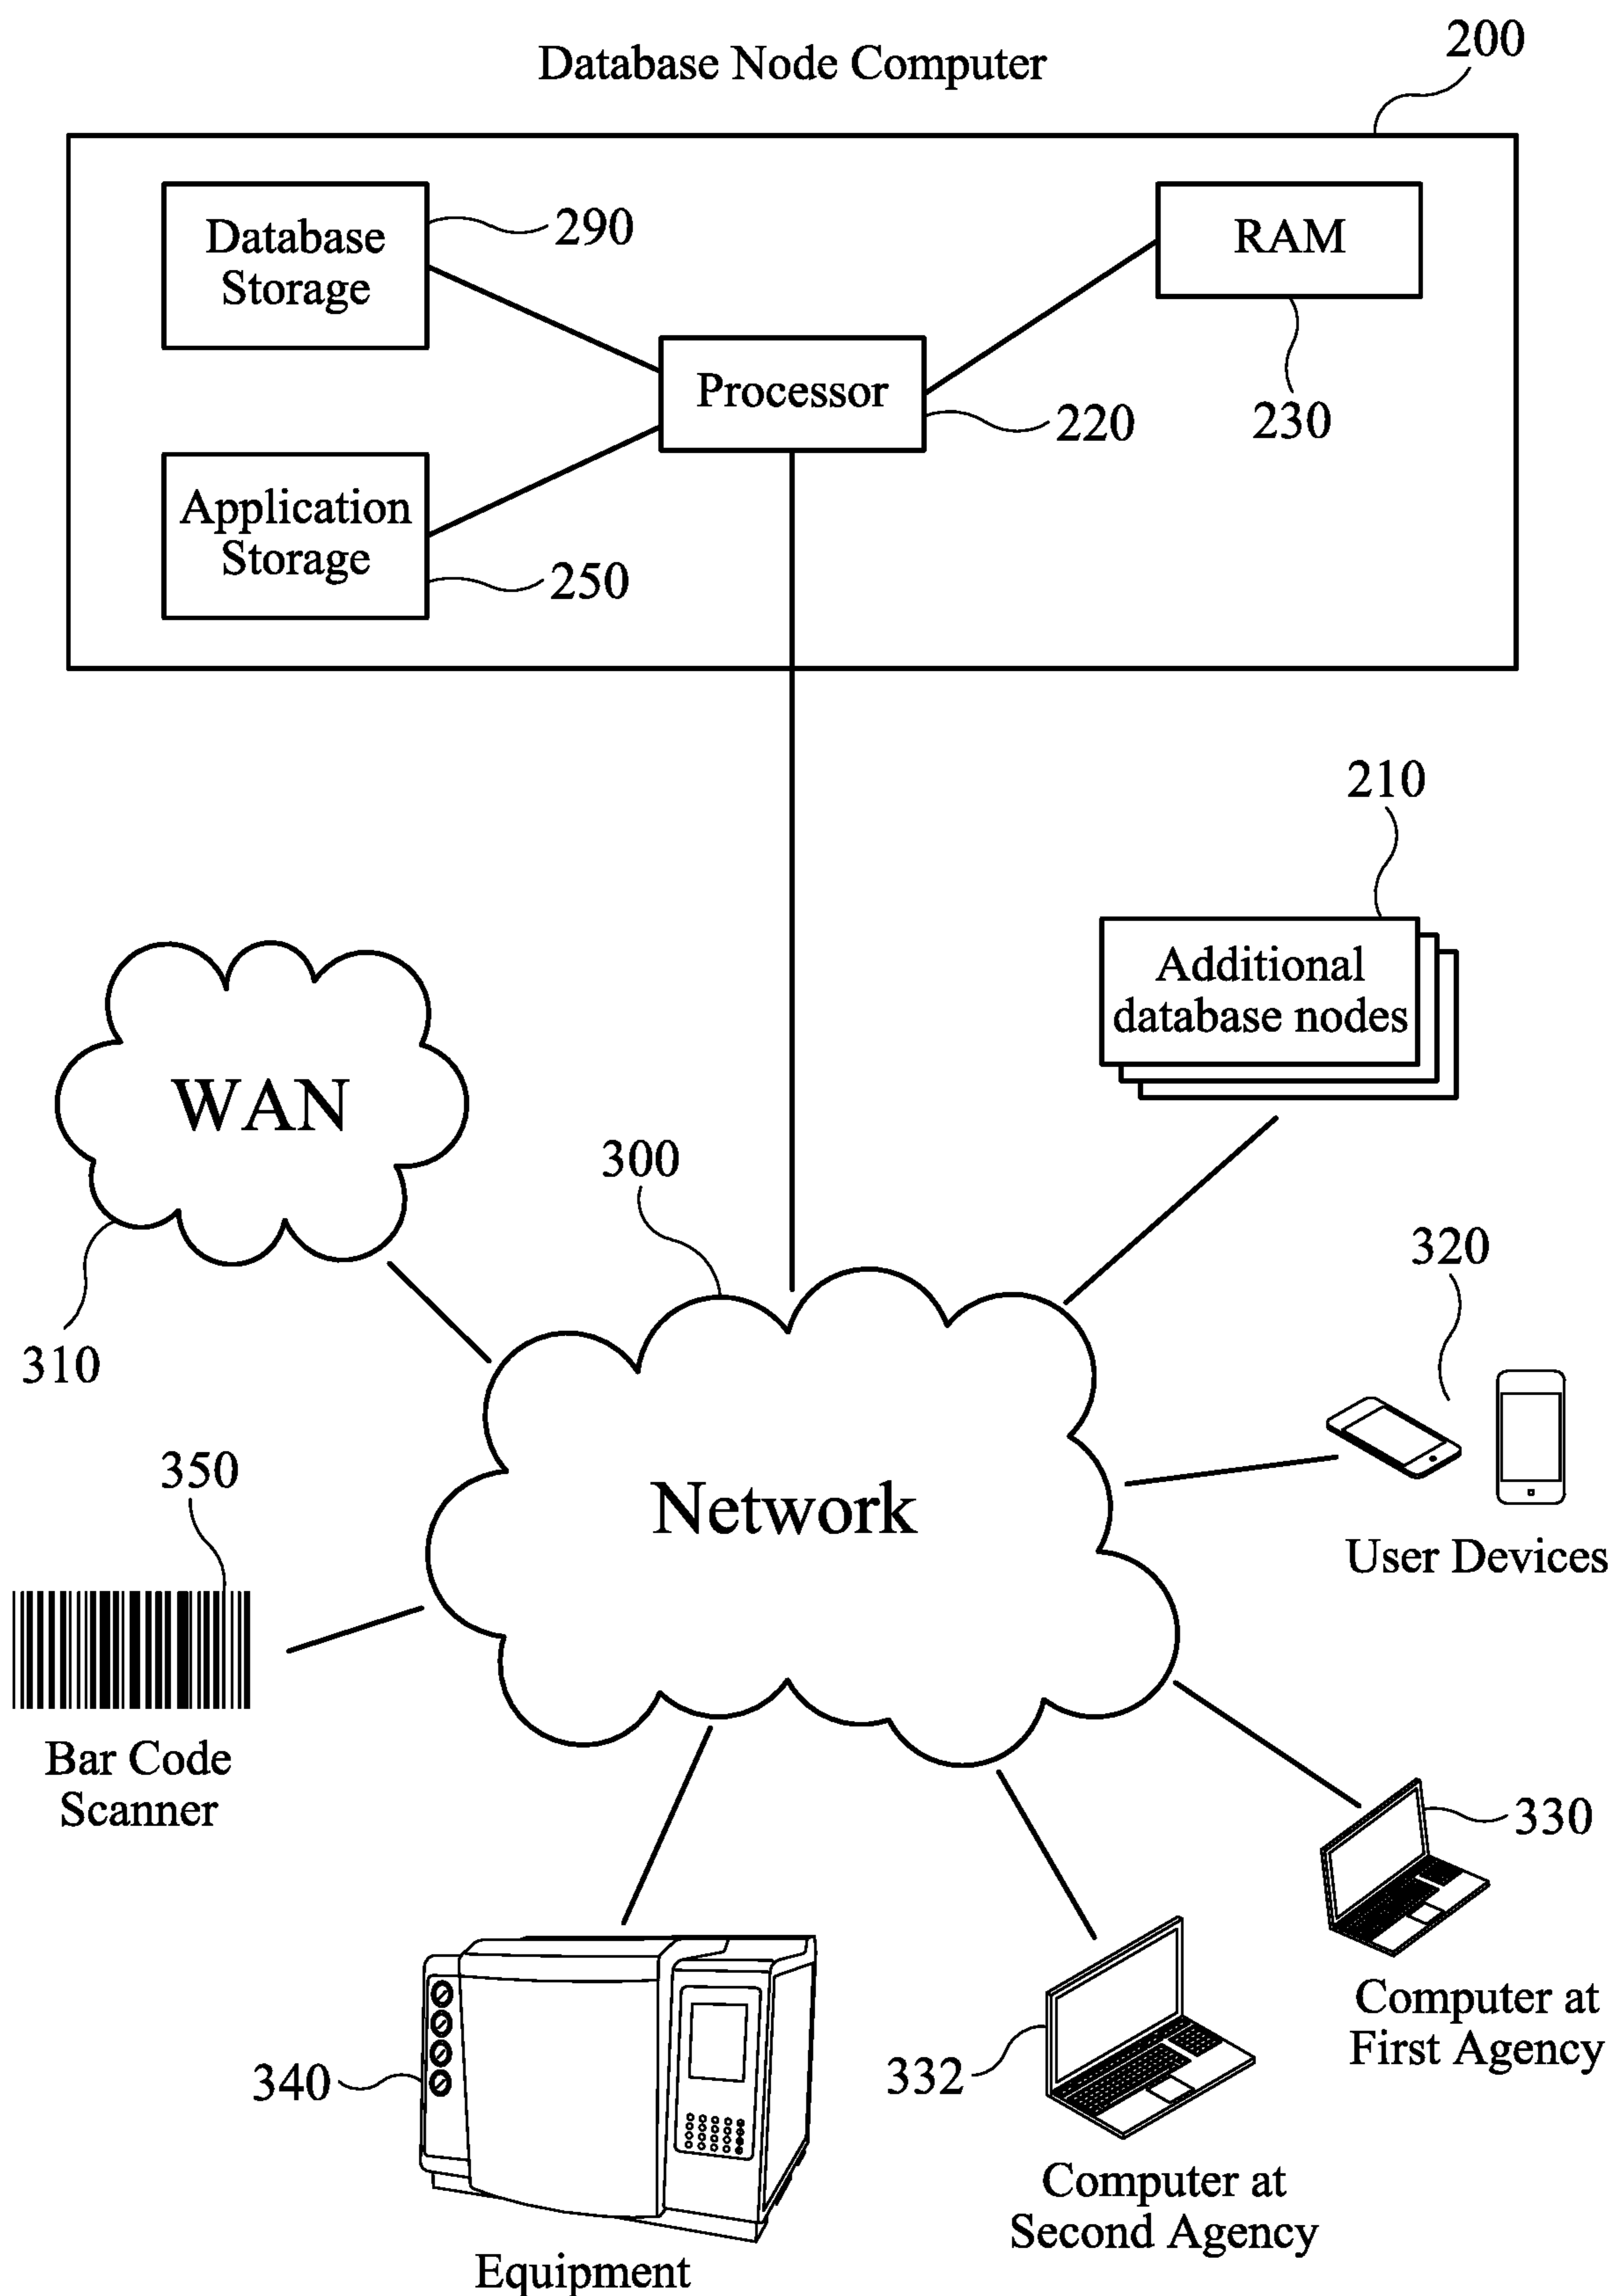 Database Node Computer
200
Database
Storage
290
RAM
230
Processor
220
Application
Storage
250
210
Additional
database nodes
WAN
310
300
Network
320
User Devices
350
Bar Code
Scanner
330
Computer at
First Agency
332
Computer at
Second Agency
340
Equipment